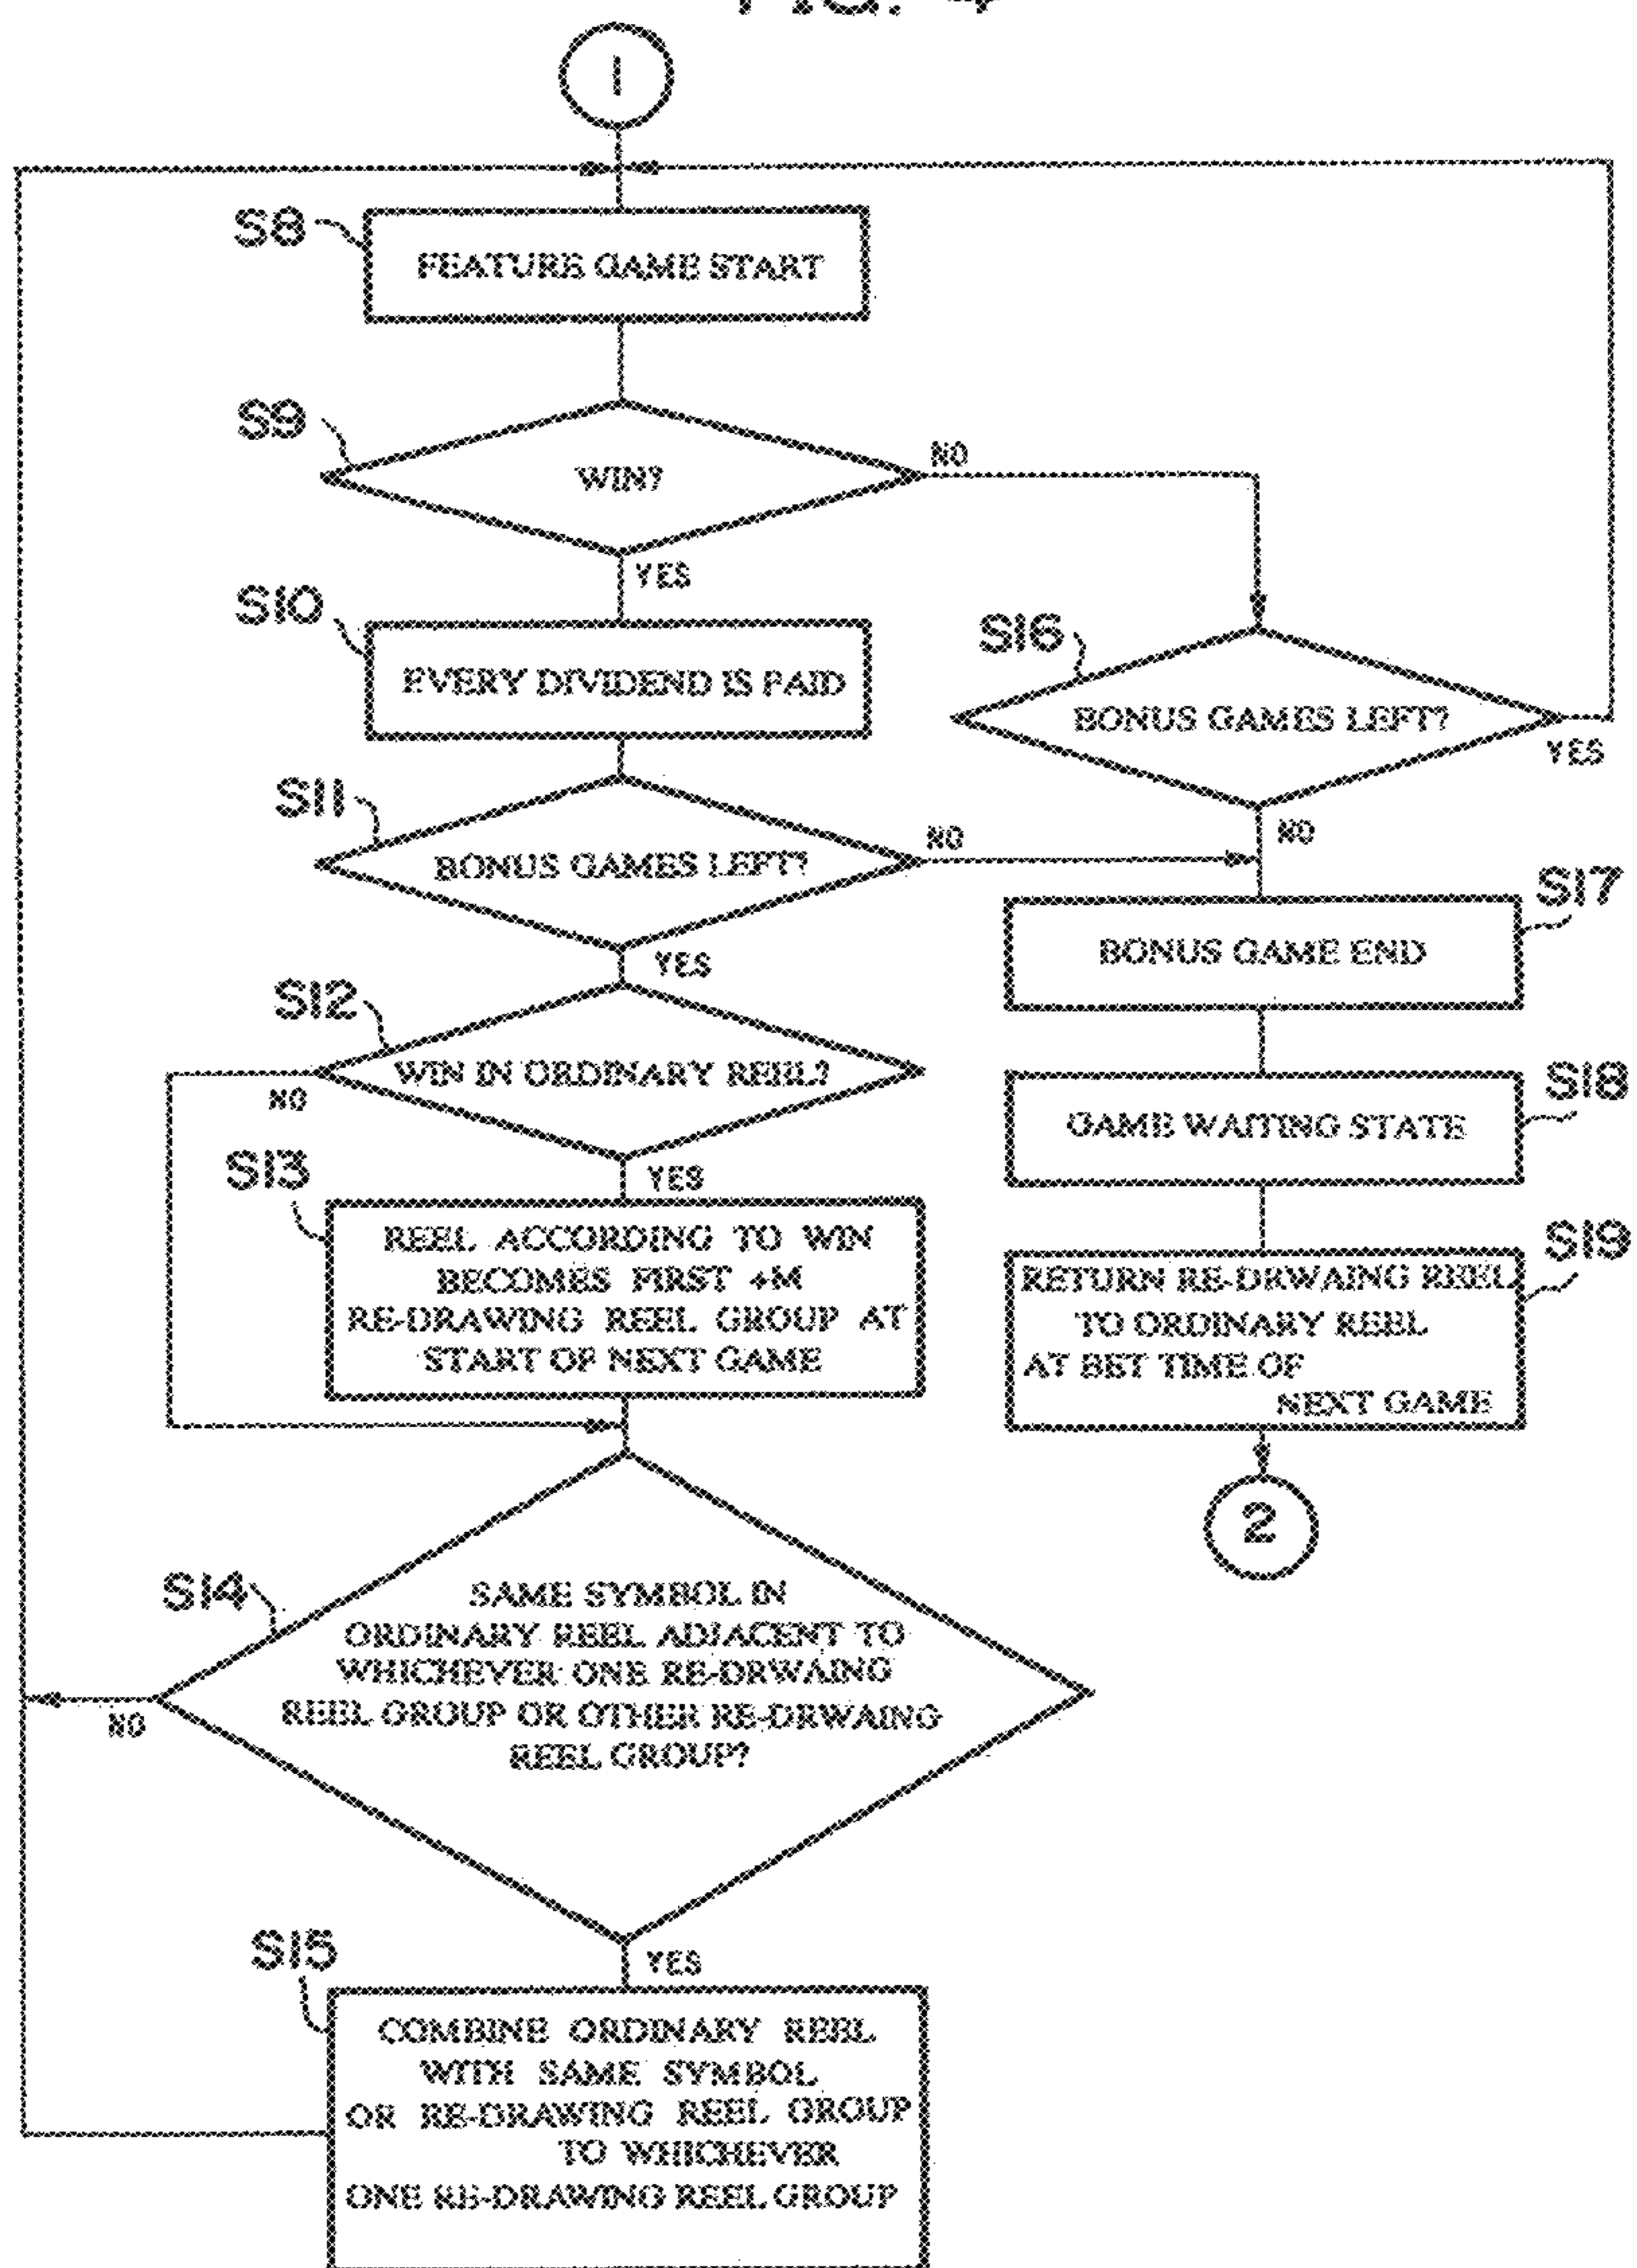 FIG. 4
1
S8
FEATURE GAME START
S9
WIN?
NO
YES
S10
EVERY DIVIDEND IS PAID
S16
BONUS GAMES LEFT?
YES
NO
S11
BONUS GAMES LEFT?
NO
YES
S17
BONUS GAME END
S12
WIN IN ORDINARY REEL?
NO
YES
S18
GAME WAITING STATE
S13
REEL ACCORDING TO WIN
BECOMES FIRST +M
RE-DRAWING REEL GROUP AT
START OF NEXT GAME
S19
RETURN RE-DRWAING REEL
TO ORDINARY REEL
AT BET TIME OF
NEXT GAME
2
S14
SAME SYMBOL IN
ORDINARY REEL ADJACENT TO
WHICHEVER ONE RE-DRWAING
REEL GROUP OR OTHER RE-DRWAING
REEL GROUP?
NO
YES
S15
COMBINE ORDINARY REEL
WITH SAME SYMBOL
OR RE-DRAWING REEL GROUP
TO WHICHEVER
ONE RE-DRAWING REEL GROUP